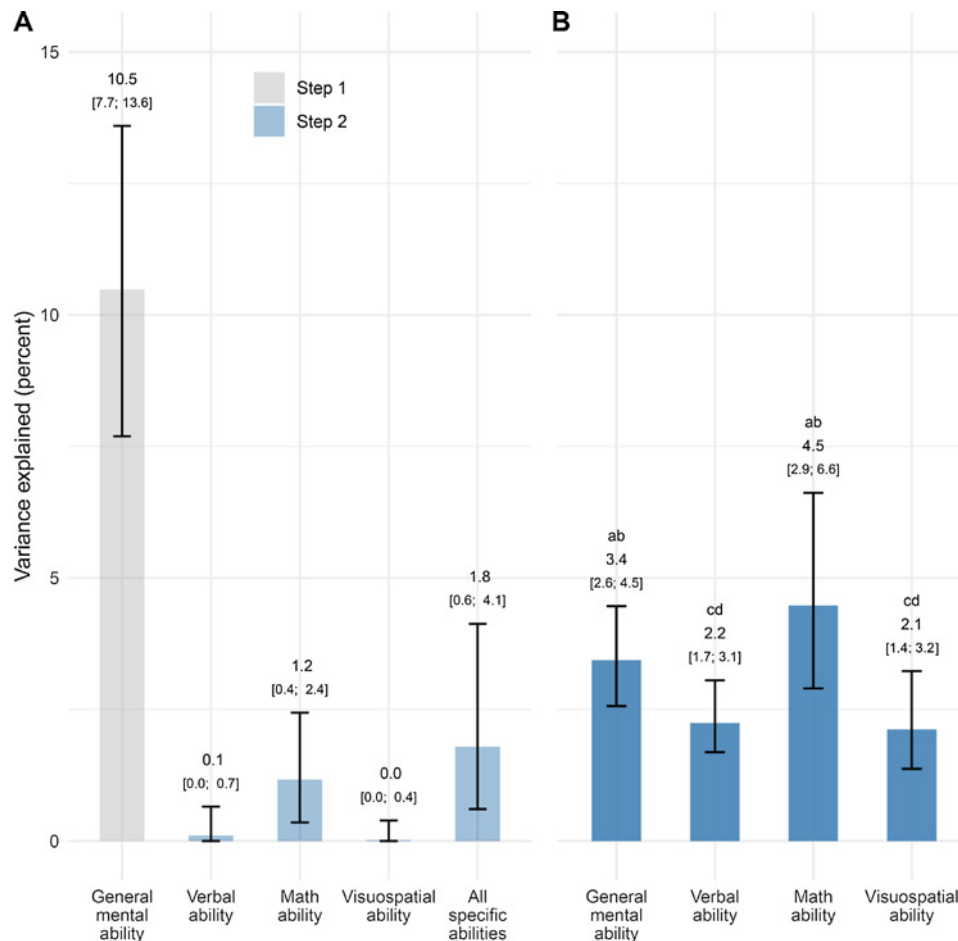 A
B
15
10
5
0
Variance explained (percent)
Step 1
Step 2
10.5
[7.7; 13.6]
0.1
[0.0; 0.7]
1.2
[0.4; 2.4]
0.0
[0.0; 0.4]
1.8
[0.6; 4.1]
ab
3.4
[2.6; 4.5]
cd
2.2
[1.7; 3.1]
ab
4.5
[2.9; 6.6]
cd
2.1
[1.4; 3.2]
General
mental
ability
Verbal
ability
Math
ability
Visuospatial
ability
All
specific
abilities
General
mental
ability
Verbal
ability
Math
ability
Visuospatial
ability